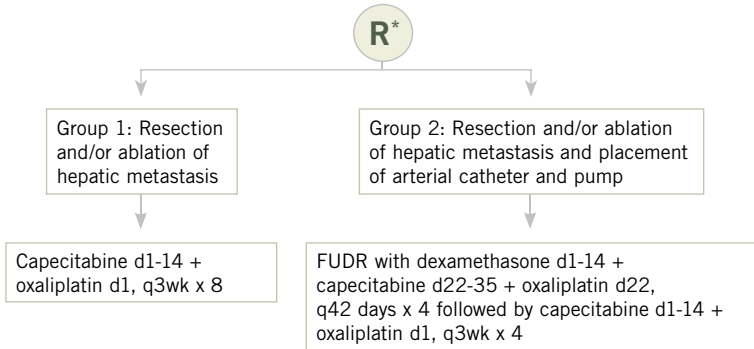 R*
Group 1: Resection
and/or ablation of
hepatic metastasis
Group 2: Resection and/or ablation
of hepatic metastasis and placement
of arterial catheter and pump
Capecitabine d1-14 +
oxaliplatin d1, q3wk x 8
FUDR with dexamethasone d1-14 +
capecitabine d22-35 + oxaliplatin d22,
q42 days x 4 followed by capecitabine d1-14 +
oxaliplatin d1, q3wk x 4